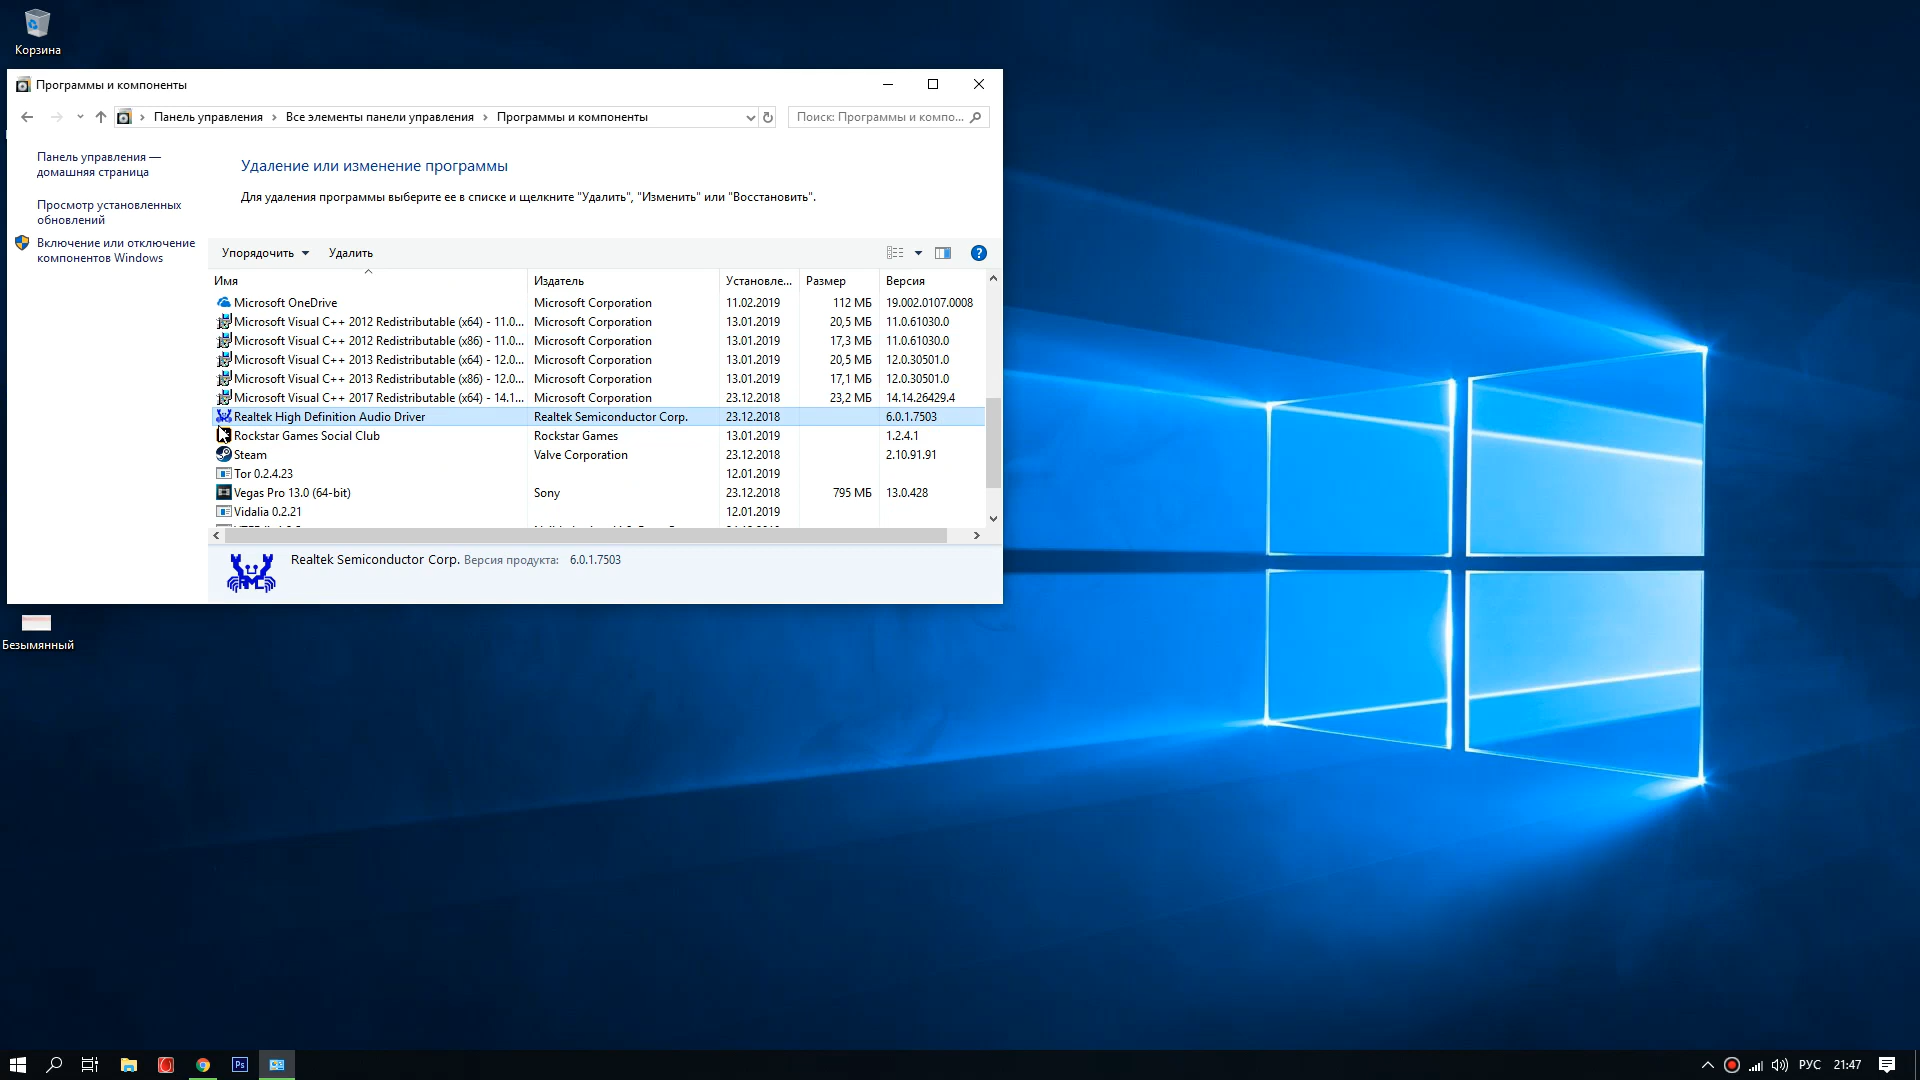 Корзина
Программы и компоненты
Панель управления
Все элементы панели управления
Программы и компоненты
Поиск: Программы и компо...
Панель управления —
домашняя страница
Просмотр установленных
обновлений
Включение или отключение
компонентов Windows
Удаление или изменение программы
Для удаления программы выберите ее в списке и щелкните "Удалить", "Изменить" или "Восстановить".
Упорядочить Удалить
Имя Издатель Установле... Размер Версия
Microsoft OneDrive Microsoft Corporation 11.02.2019 112 МБ 19.002.0107.0008
Microsoft Visual C++ 2012 Redistributable (x64) - 11.0... Microsoft Corporation 13.01.2019 20,5 МБ 11.0.61030.0
Microsoft Visual C++ 2012 Redistributable (x86) - 11.0... Microsoft Corporation 13.01.2019 17,3 МБ 11.0.61030.0
Microsoft Visual C++ 2013 Redistributable (x64) - 12.0... Microsoft Corporation 13.01.2019 20,5 МБ 12.0.30501.0
Microsoft Visual C++ 2013 Redistributable (x86) - 12.0... Microsoft Corporation 13.01.2019 17,1 МБ 12.0.30501.0
Microsoft Visual C++ 2017 Redistributable (x64) - 14.1... Microsoft Corporation 23.12.2018 23,2 МБ 14.14.26429.4
Realtek High Definition Audio Driver Realtek Semiconductor Corp. 23.12.2018 6.0.1.7503
Rockstar Games Social Club Rockstar Games 13.01.2019 1.2.4.1
Steam Valve Corporation 23.12.2018 2.10.91.91
Tor 0.2.4.23 12.01.2019
Vegas Pro 13.0 (64-bit) Sony 23.12.2018 795 МБ 13.0.428
Vidalia 0.2.21 12.01.2019
Realtek Semiconductor Corp. Версия продукта: 6.0.1.7503
Безымянный
Ps
РУС 21:47